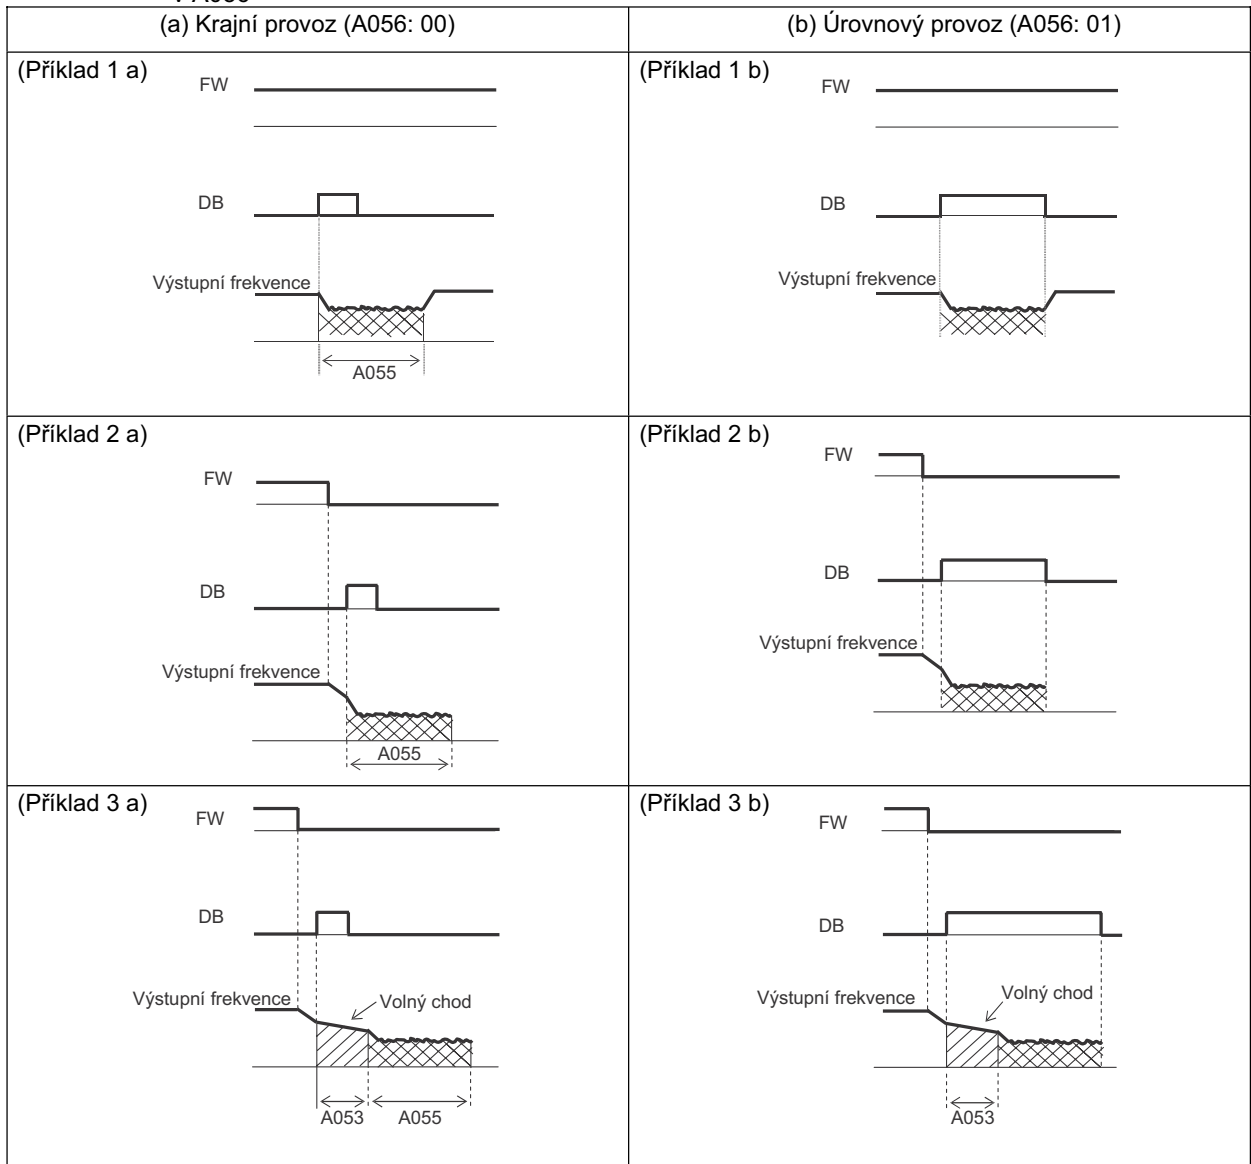 (a) Krajní provoz (A056: 00)
(b) Úrovnový provoz (A056: 01)
(Příklad 1 a)
FW
DB
Výstupní frekvence
A055
(Příklad 1 b)
FW
DB
Výstupní frekvence
(Příklad 2 a)
FW
DB
Výstupní frekvence
A055
(Příklad 2 b)
FW
DB
Výstupní frekvence
(Příklad 3 a)
FW
DB
Výstupní frekvence
Volný chod
A053
A055
(Příklad 3 b)
FW
DB
Výstupní frekvence
Volný chod
A053